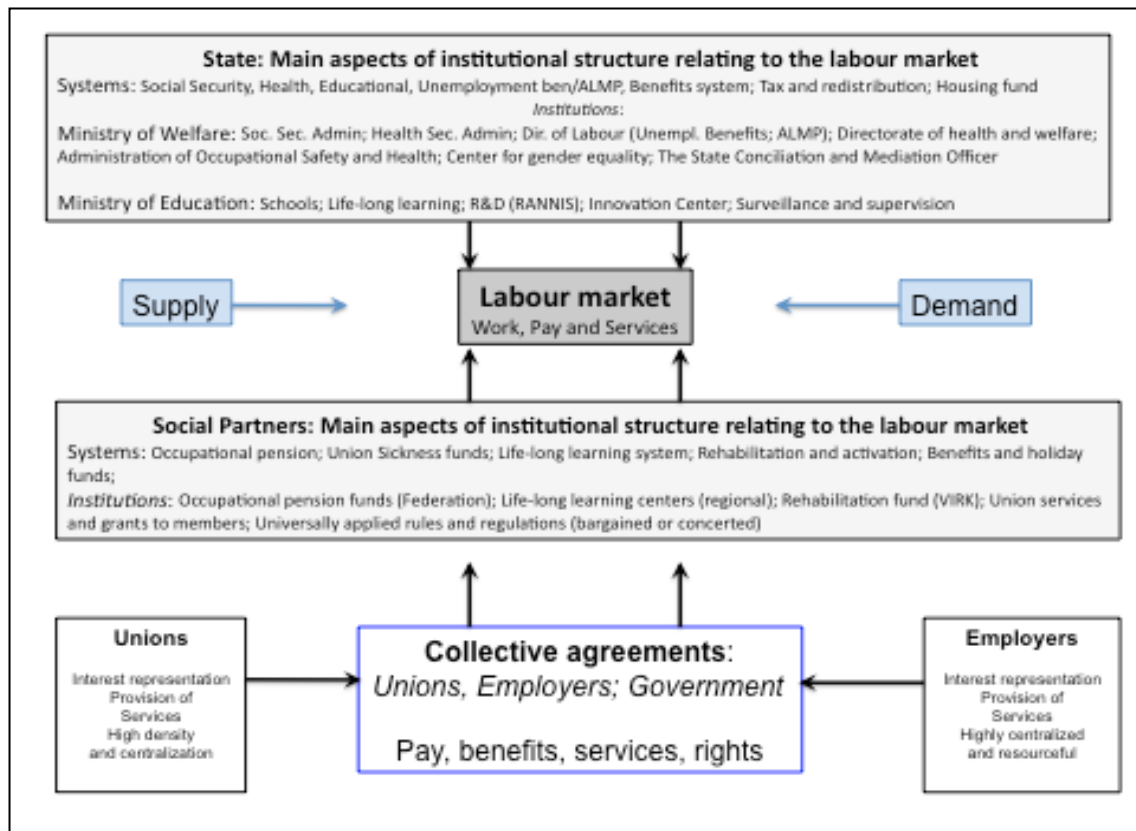 State: Main aspects of institutional structure relating to the labour market
Systems: Social Security, Health, Educational, Unemployment ben/ALMP, Benefits system; Tax and redistribution; Housing fund
Institutions:
Ministry of Welfare: Soc. Sec. Admin; Health Sec. Admin; Dir. of Labour (Unempl. Benefits; ALMP); Directorate of health and welfare;
Administration of Occupational Safety and Health; Center for gender equality; The State Conciliation and Mediation Officer
Ministry of Education: Schools; Life-long learning; R&D (RANNIS); Innovation Center; Surveillance and supervision
Supply
Labour market
Work, Pay and Services
Demand
Social Partners: Main aspects of institutional structure relating to the labour market
Systems: Occupational pension; Union Sickness funds; Life-long learning system; Rehabilitation and activation; Benefits and holiday
funds;
Institutions: Occupational pension funds (Federation); Life-long learning centers (regional); Rehabilitation fund (VIRK); Union services
and grants to members; Universally applied rules and regulations (bargained or concerted)
Unions
Interest representation
Provision of
Services
High density
and centralization
Collective agreements:
Unions, Employers; Government
Pay, benefits, services, rights
Employers
Interest representation
Provision of
Services
Highly centralized
and resourceful